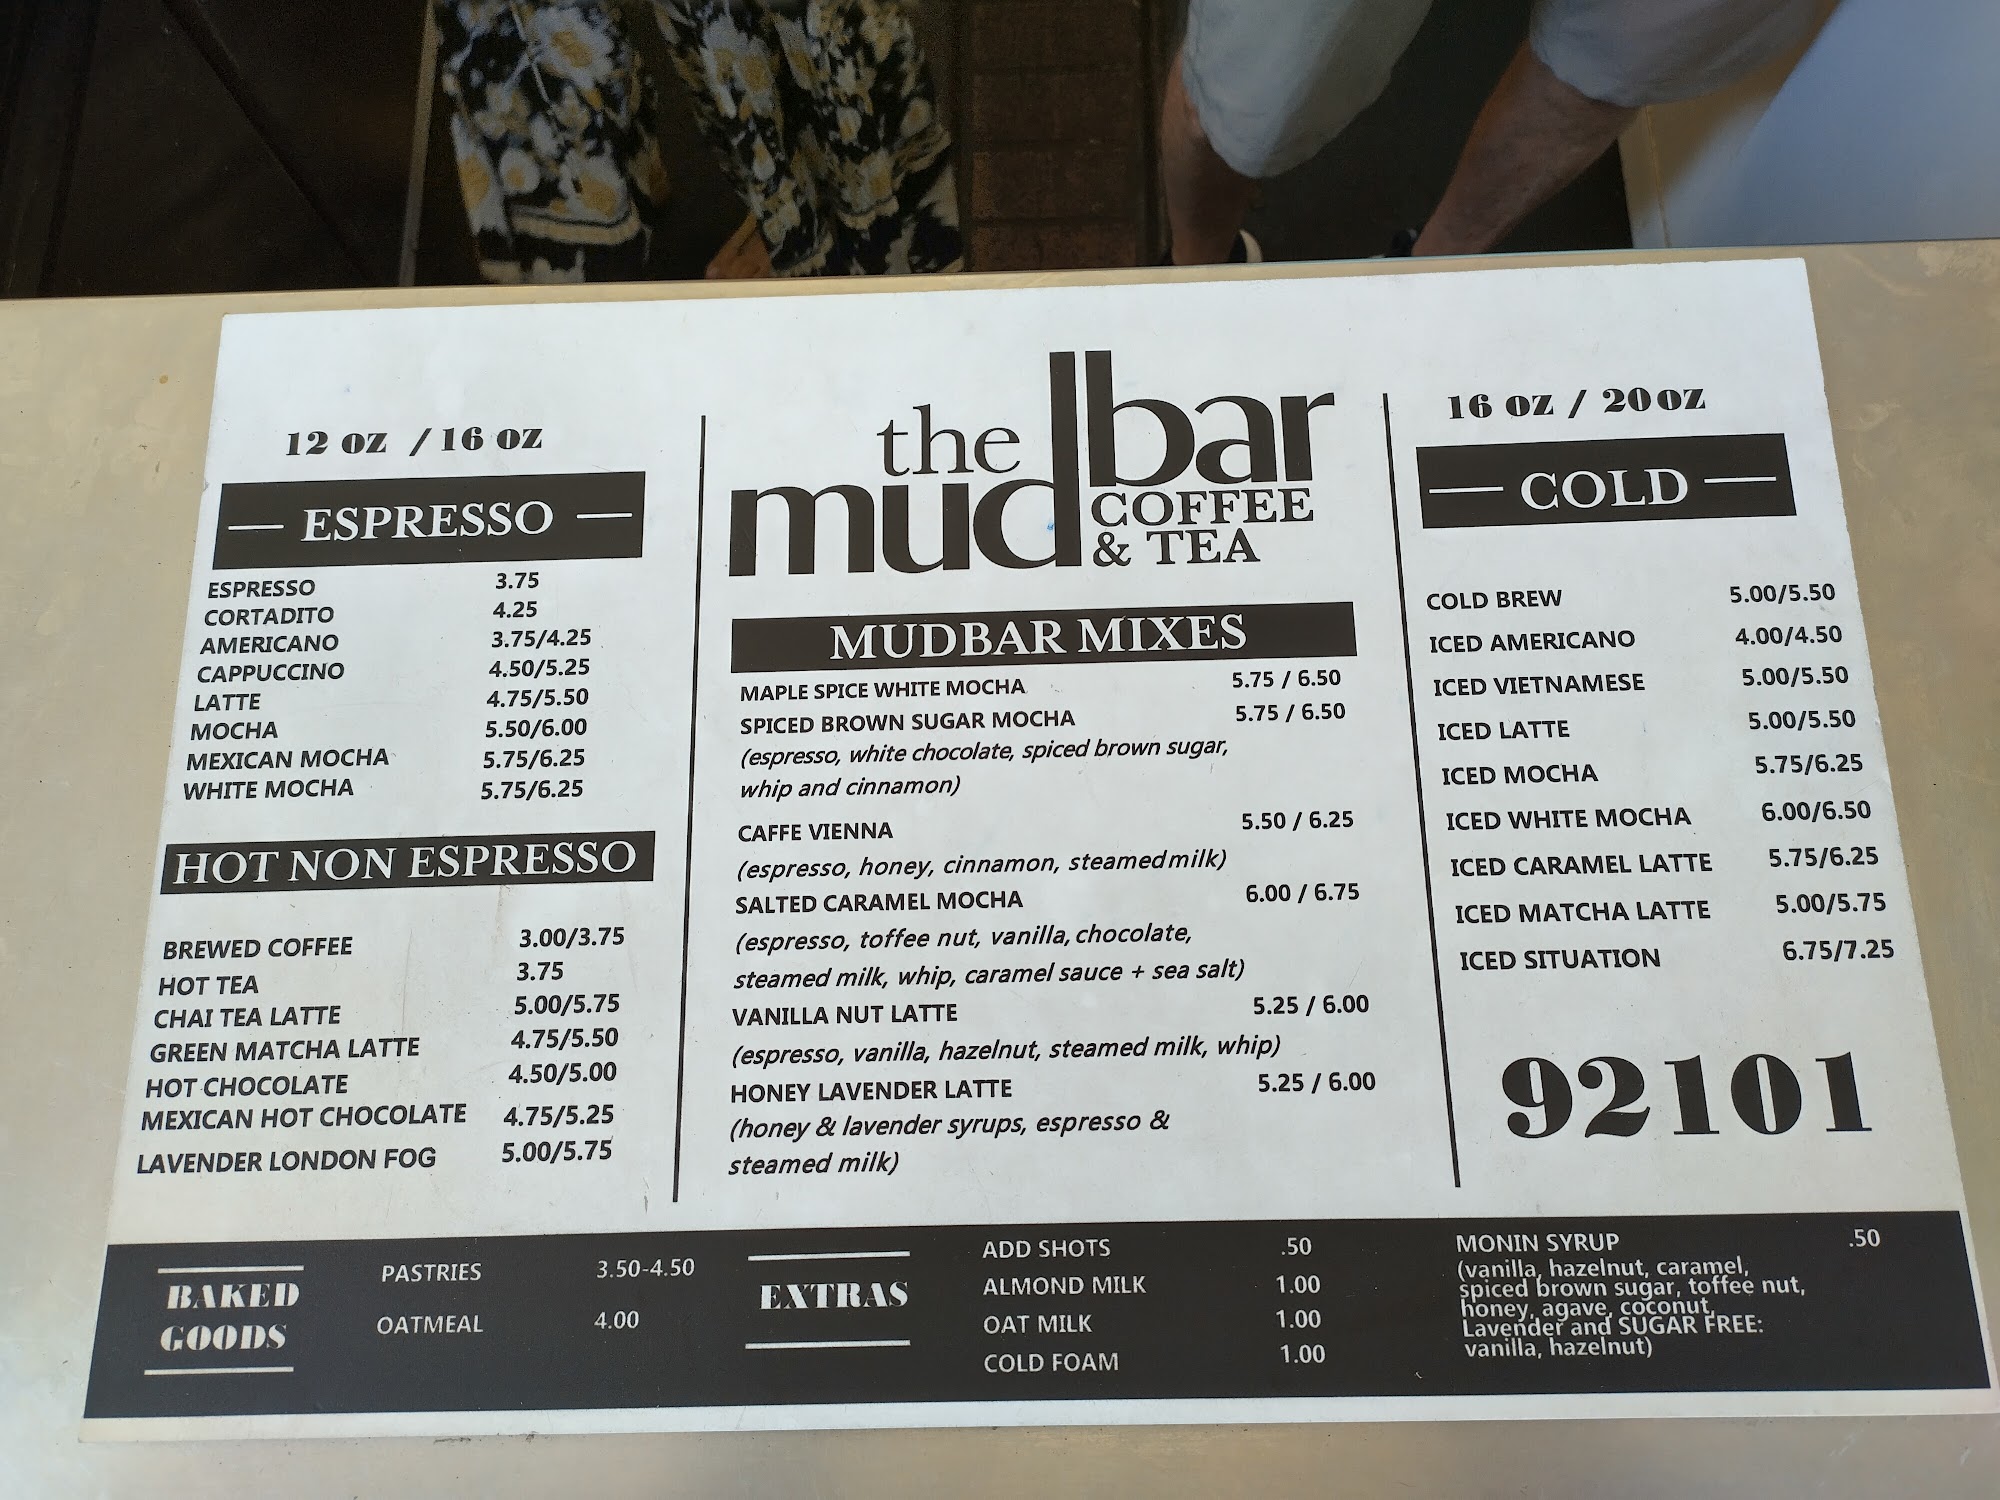 12 OZ / 16 OZ
ESPRESSO
ESPRESSO 3.75
CORTADITO 4.25
AMERICANO 3.75/4.25
CAPPUCCINO 4.50/5.25
LATTE 4.75/5.50
MOCHA 5.50/6.00
MEXICAN MOCHA 5.75/6.25
WHITE MOCHA 5.75/6.25
HOT NON ESPRESSO
BREWED COFFEE 3.00/3.75
HOT TEA 3.75
CHAI TEA LATTE 5.00/5.75
GREEN MATCHA LATTE 4.75/5.50
HOT CHOCOLATE 4.50/5.00
MEXICAN HOT CHOCOLATE 4.75/5.25
LAVENDER LONDON FOG 5.00/5.75
the
mud bar
COFFEE
& TEA
MUDBAR MIXES
MAPLE SPICE WHITE MOCHA 5.75 / 6.50
SPICED BROWN SUGAR MOCHA 5.75 / 6.50
(espresso, white chocolate, spiced brown sugar,
whip and cinnamon)
CAFFE VIENNA 5.50 / 6.25
(espresso, honey, cinnamon, steamed milk)
SALTED CARAMEL MOCHA 6.00 / 6.75
(espresso, toffee nut, vanilla, chocolate,
steamed milk, whip, caramel sauce + sea salt)
VANILLA NUT LATTE 5.25 / 6.00
(espresso, vanilla, hazelnut, steamed milk, whip)
HONEY LAVENDER LATTE 5.25 / 6.00
(honey & lavender syrups, espresso &
steamed milk)
16 OZ / 20 OZ
COLD
COLD BREW 5.00/5.50
ICED AMERICANO 4.00/4.50
ICED VIETNAMESE 5.00/5.50
ICED LATTE 5.00/5.50
ICED MOCHA 5.75/6.25
ICED WHITE MOCHA 6.00/6.50
ICED CARAMEL LATTE 5.75/6.25
ICED MATCHA LATTE 5.00/5.75
ICED SITUATION 6.75/7.25
92101
BAKED
GOODS
PASTRIES 3.50-4.50
OATMEAL 4.00
EXTRAS
ADD SHOTS .50
ALMOND MILK 1.00
OAT MILK 1.00
COLD FOAM 1.00
MONIN SYRUP .50
(vanilla, hazelnut, caramel,
spiced brown sugar, toffee nut,
honey, agave, coconut,
Lavender and SUGAR FREE:
vanilla, hazelnut)